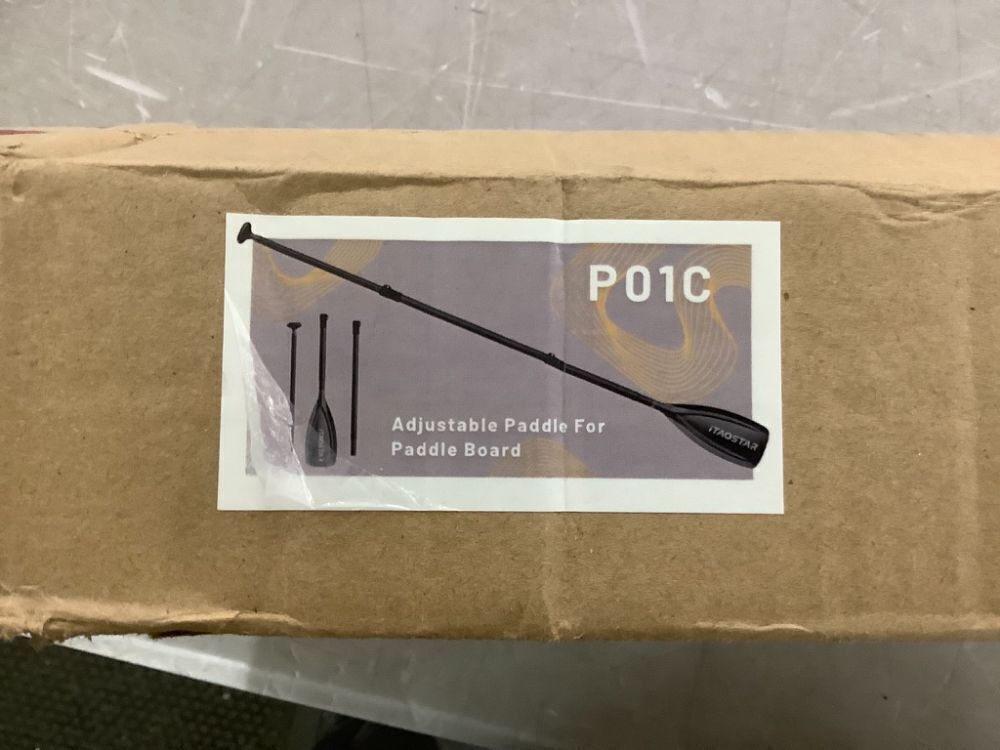 P01C
Adjustable Paddle For
Paddle Board
iTAOSTAR